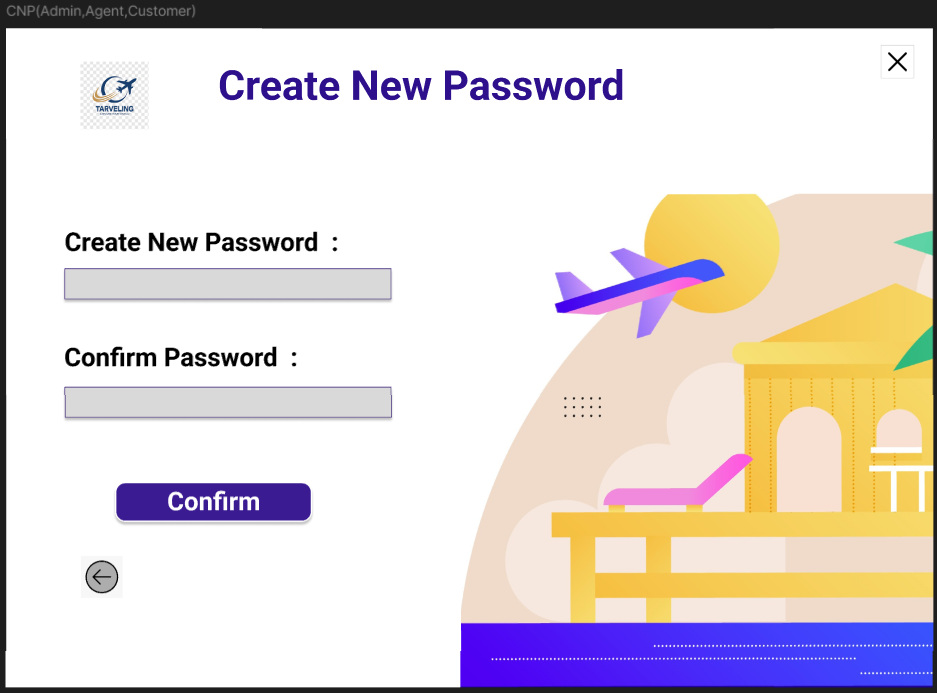 CNP(Admin,Agent,Customer)
Create New Password
TARVELING
Create New Password :
Confirm Password :
Confirm